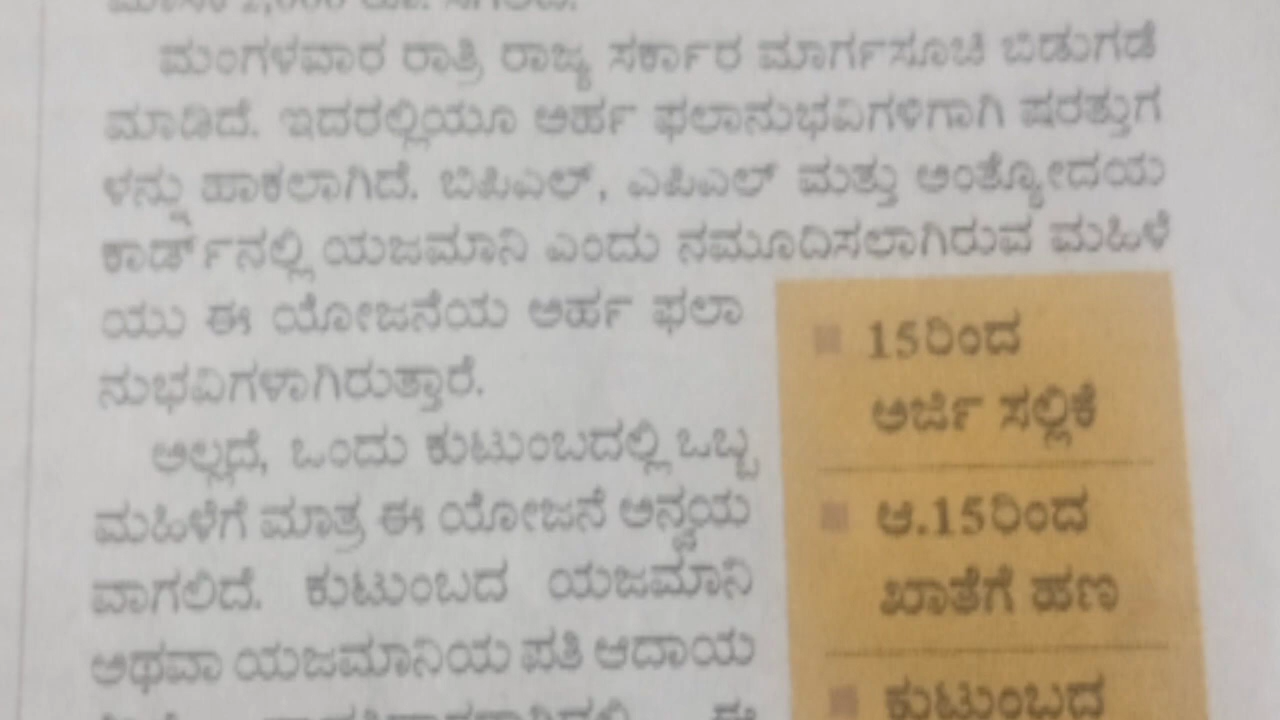 ಮಂಗಳವಾರ ರಾತ್ರಿ ರಾಜ್ಯ ಸರ್ಕಾರ ಮಾರ್ಗಸೂಚಿ ಬಿಡುಗಡೆ
ಮಾಡಿದೆ. ಇದರಲ್ಲಿಯೂ ಅರ್ಹ ಫಲಾನುಭವಿಗಳಿಗಾಗಿ ಷರತ್ತುಗ
ಳನ್ನು ಹಾಕಲಾಗಿದೆ. ಬಿಪಿಎಲ್, ಎಪಿಎಲ್ ಮತ್ತು ಅಂತ್ಯೋದಯ
ಕಾರ್ಡ್‌ನಲ್ಲಿ ಯಜಮಾನಿ ಎಂದು ನಮೂದಿಸಲಾಗಿರುವ ಮಹಿಳೆ
ಯು ಈ ಯೋಜನೆಯ ಅರ್ಹ ಫಲಾ
ನುಭವಿಗಳಾಗಿರುತ್ತಾರೆ.
ಅಲ್ಲದೆ, ಒಂದು ಕುಟುಂಬದಲ್ಲಿ ಒಬ್ಬ
ಮಹಿಳೆಗೆ ಮಾತ್ರ ಈ ಯೋಜನೆ ಅನ್ವಯ
ವಾಗಲಿದೆ. ಕುಟುಂಬದ ಯಜಮಾನಿ
ಅಥವಾ ಯಜಮಾನಿಯ ಪತಿ ಆದಾಯ
15ರಿಂದ
ಅರ್ಜಿ ಸಲ್ಲಿಕೆ
ಆ.15ರಿಂದ
ಖಾತೆಗೆ ಹಣ
ಕುಟುಂಬದ